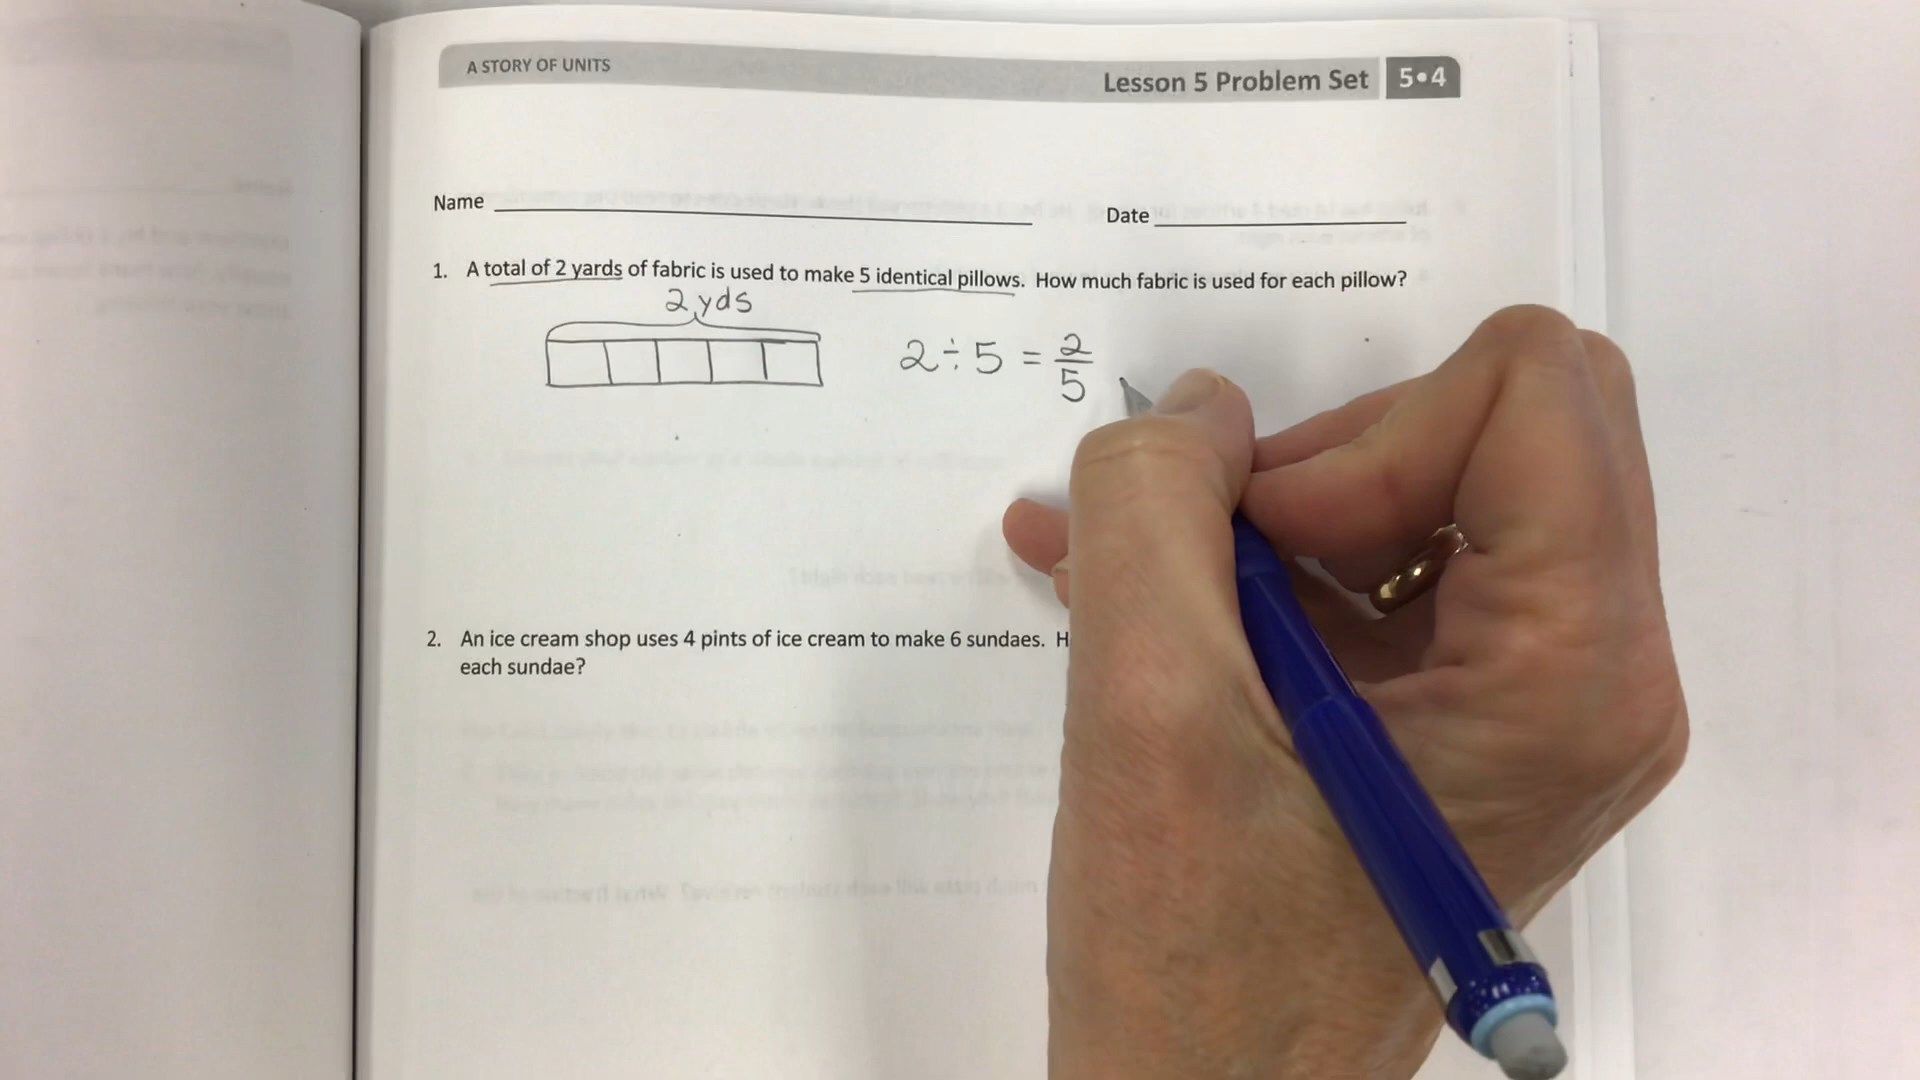 A STORY OF UNITS
Lesson 5 Problem Set 5•4
Name
Date
1. A total of 2 yards of fabric is used to make 5 identical pillows. How much fabric is used for each pillow?
2 yds
2 ÷ 5 = 2/5
2. An ice cream shop uses 4 pints of ice cream to make 6 sundaes. H
each sundae?